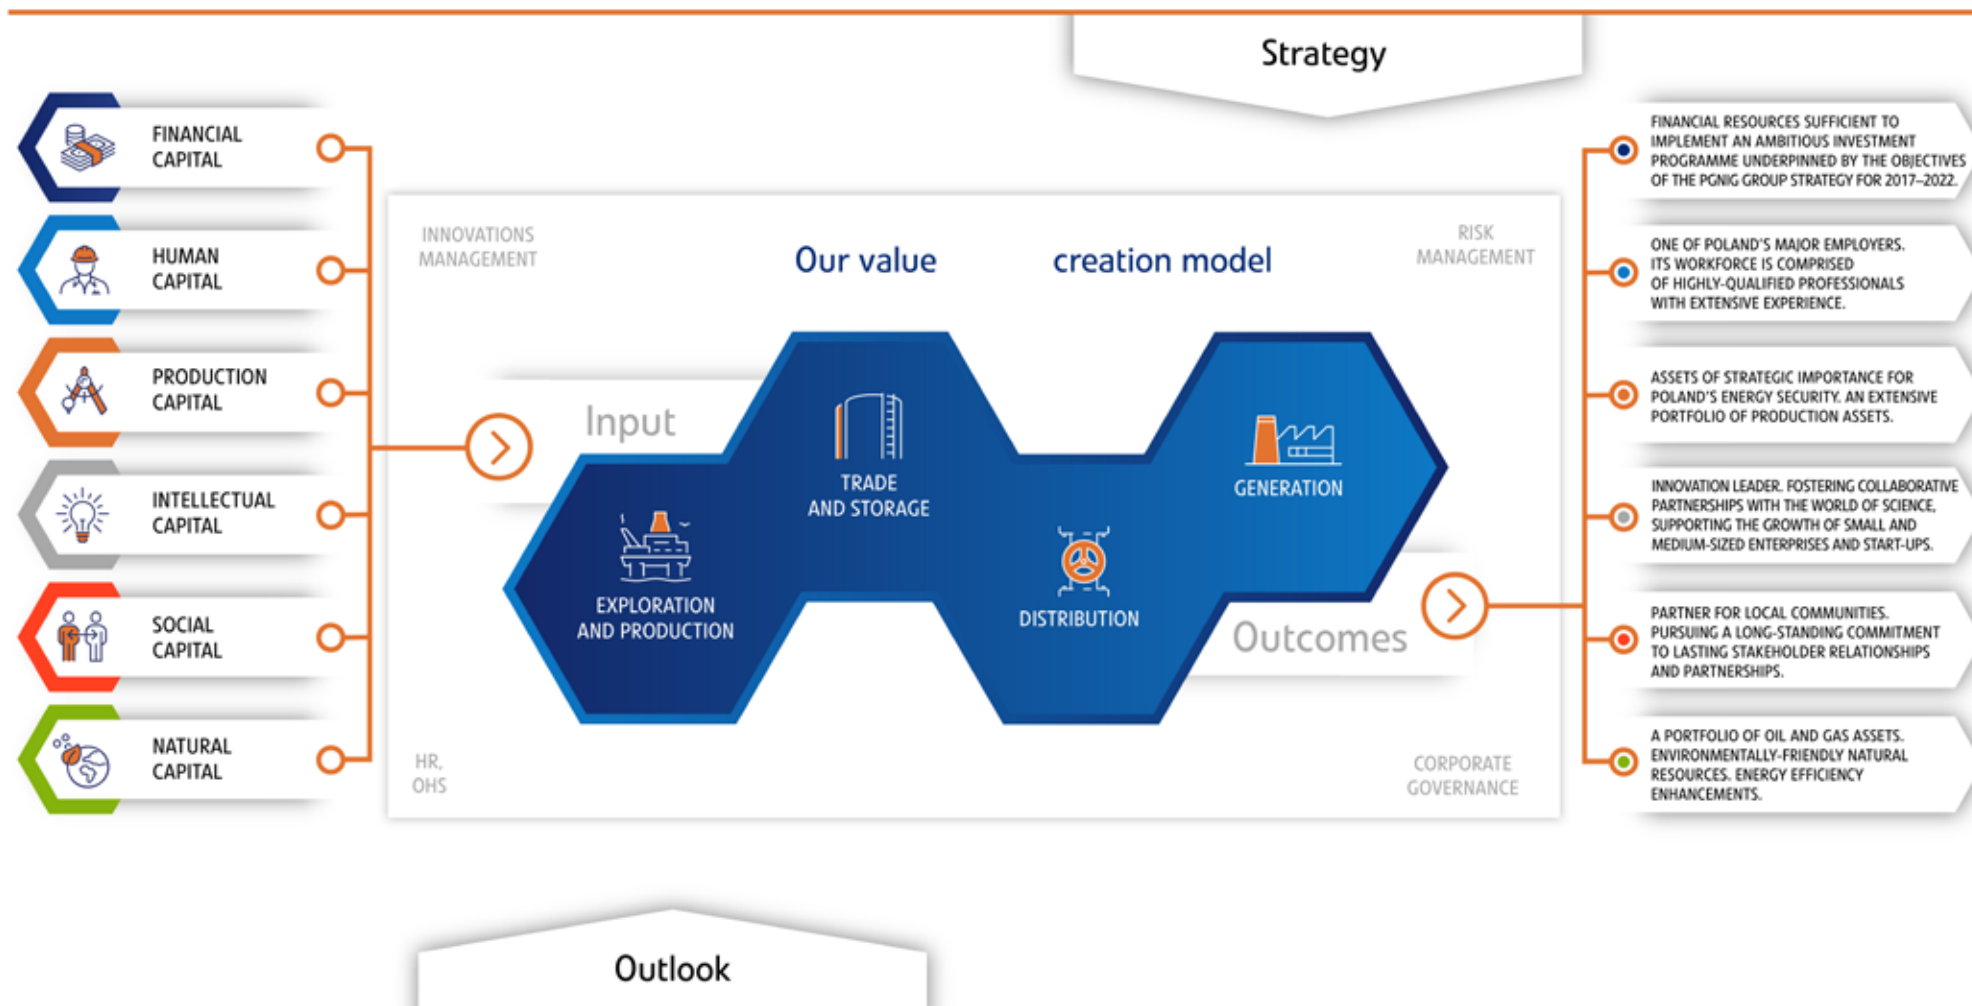 Strategy
FINANCIAL
CAPITAL
HUMAN
CAPITAL
PRODUCTION
CAPITAL
INTELLECTUAL
CAPITAL
SOCIAL
CAPITAL
NATURAL
CAPITAL
INNOVATIONS
MANAGEMENT
Our value creation model
RISK
MANAGEMENT
Input
EXPLORATION
AND PRODUCTION
TRADE
AND STORAGE
DISTRIBUTION
GENERATION
Outcomes
HR,
OHS
CORPORATE
GOVERNANCE
FINANCIAL RESOURCES SUFFICIENT TO
IMPLEMENT AN AMBITIOUS INVESTMENT
PROGRAMME UNDERPINNED BY THE OBJECTIVES
OF THE PGNIG GROUP STRATEGY FOR 2017–2022.
ONE OF POLAND'S MAJOR EMPLOYERS.
ITS WORKFORCE IS COMPRISED
OF HIGHLY-QUALIFIED PROFESSIONALS
WITH EXTENSIVE EXPERIENCE.
ASSETS OF STRATEGIC IMPORTANCE FOR
POLAND'S ENERGY SECURITY. AN EXTENSIVE
PORTFOLIO OF PRODUCTION ASSETS.
INNOVATION LEADER. FOSTERING COLLABORATIVE
PARTNERSHIPS WITH THE WORLD OF SCIENCE,
SUPPORTING THE GROWTH OF SMALL AND
MEDIUM-SIZED ENTERPRISES AND START-UPS.
PARTNER FOR LOCAL COMMUNITIES.
PURSUING A LONG-STANDING COMMITMENT
TO LASTING STAKEHOLDER RELATIONSHIPS
AND PARTNERSHIPS.
A PORTFOLIO OF OIL AND GAS ASSETS.
ENVIRONMENTALLY-FRIENDLY NATURAL
RESOURCES. ENERGY EFFICIENCY
ENHANCEMENTS.
Outlook